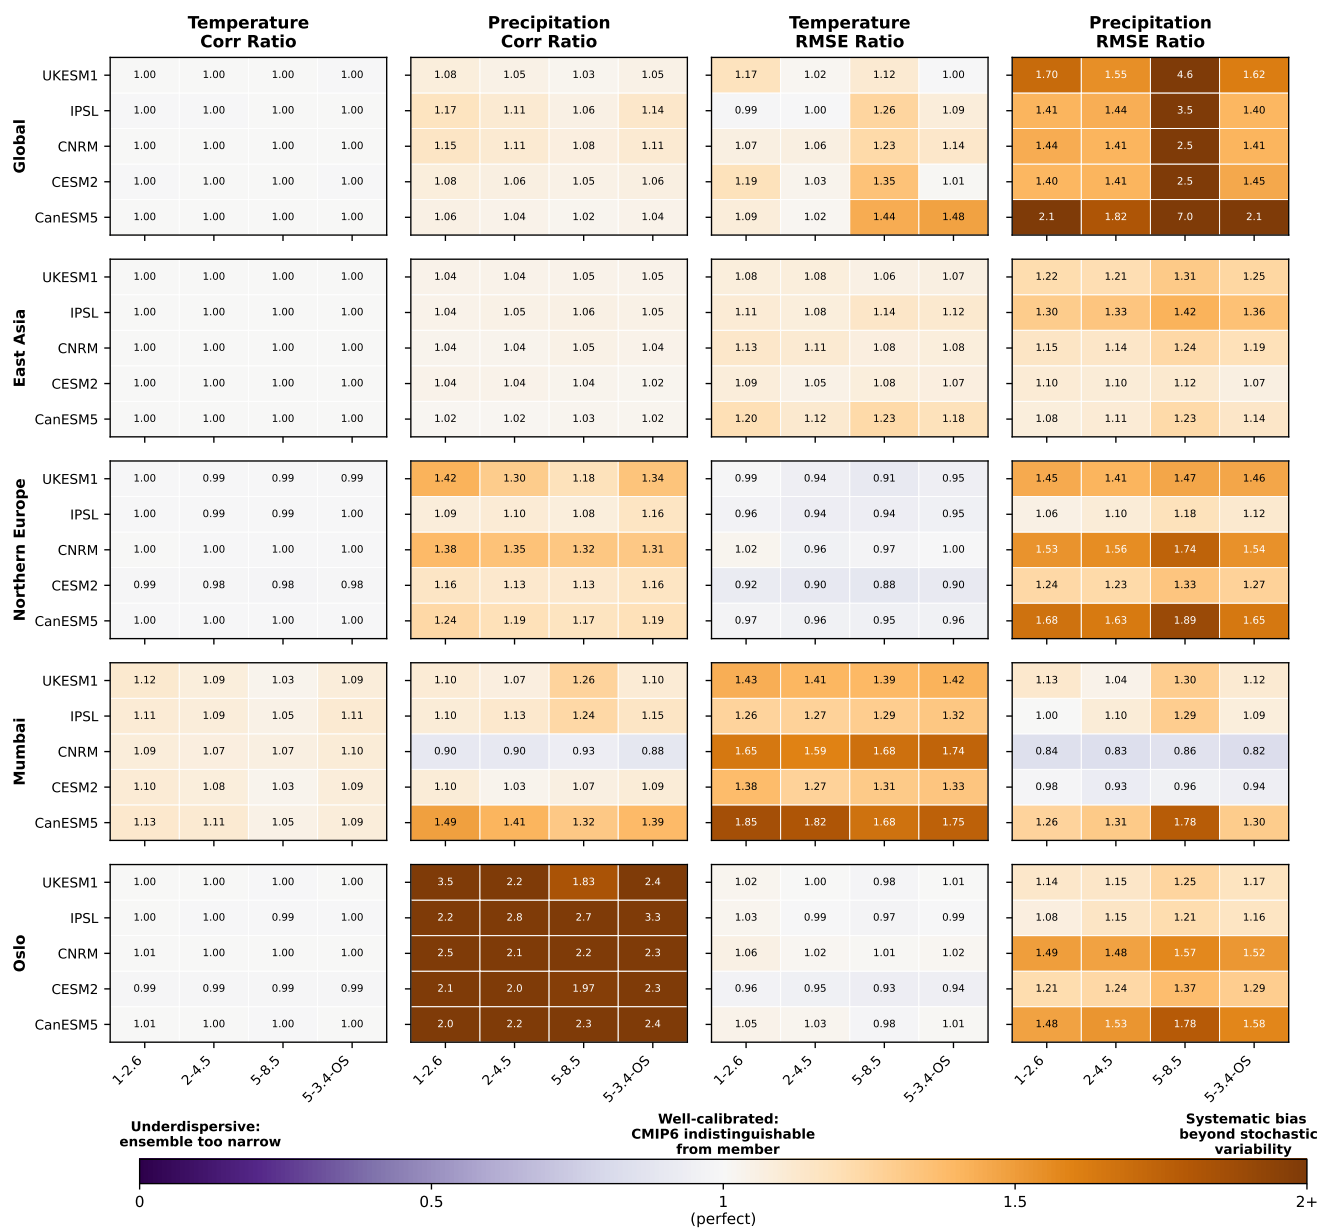 Temperature
Corr Ratio
Precipitation
Corr Ratio
Temperature
RMSE Ratio
Precipitation
RMSE Ratio
Global
UKESM1 1.00 1.00 1.00 1.00 1.08 1.05 1.03 1.05 1.17 1.02 1.12 1.00 1.70 1.55 4.6 1.62
IPSL 1.00 1.00 1.00 1.00 1.17 1.11 1.06 1.14 0.99 1.00 1.26 1.09 1.41 1.44 3.5 1.40
CNRM 1.00 1.00 1.00 1.00 1.15 1.11 1.08 1.11 1.07 1.06 1.23 1.14 1.44 1.41 2.5 1.41
CESM2 1.00 1.00 1.00 1.00 1.08 1.06 1.05 1.06 1.19 1.03 1.35 1.01 1.40 1.41 2.5 1.45
CanESM5 1.00 1.00 1.00 1.00 1.06 1.04 1.02 1.04 1.09 1.02 1.44 1.48 2.1 1.82 7.0 2.1
East Asia
UKESM1 1.00 1.00 1.00 1.00 1.04 1.04 1.05 1.05 1.08 1.08 1.06 1.07 1.22 1.21 1.31 1.25
IPSL 1.00 1.00 1.00 1.00 1.04 1.05 1.06 1.05 1.11 1.08 1.14 1.12 1.30 1.33 1.42 1.36
CNRM 1.00 1.00 1.00 1.00 1.04 1.04 1.05 1.04 1.13 1.11 1.08 1.08 1.15 1.14 1.24 1.19
CESM2 1.00 1.00 1.00 1.00 1.04 1.04 1.04 1.02 1.09 1.05 1.08 1.07 1.10 1.10 1.12 1.07
CanESM5 1.00 1.00 1.00 1.00 1.02 1.02 1.03 1.02 1.20 1.12 1.23 1.18 1.08 1.11 1.23 1.14
Northern Europe
UKESM1 1.00 0.99 0.99 0.99 1.42 1.30 1.18 1.34 0.99 0.94 0.91 0.95 1.45 1.41 1.47 1.46
IPSL 1.00 0.99 0.99 1.00 1.09 1.10 1.08 1.16 0.96 0.94 0.94 0.95 1.06 1.10 1.18 1.12
CNRM 1.00 1.00 1.00 1.00 1.38 1.35 1.32 1.31 1.02 0.96 0.97 1.00 1.53 1.56 1.74 1.54
CESM2 0.99 0.98 0.98 0.98 1.16 1.13 1.13 1.16 0.92 0.90 0.88 0.90 1.24 1.23 1.33 1.27
CanESM5 1.00 1.00 1.00 1.00 1.24 1.19 1.17 1.19 0.97 0.96 0.95 0.96 1.68 1.63 1.89 1.65
Mumbai
UKESM1 1.12 1.09 1.03 1.09 1.10 1.07 1.26 1.10 1.43 1.41 1.39 1.42 1.13 1.04 1.30 1.12
IPSL 1.11 1.09 1.05 1.11 1.10 1.13 1.24 1.15 1.26 1.27 1.29 1.32 1.00 1.10 1.29 1.09
CNRM 1.09 1.07 1.07 1.10 0.90 0.90 0.93 0.88 1.65 1.59 1.68 1.74 0.84 0.83 0.86 0.82
CESM2 1.10 1.08 1.03 1.09 1.10 1.03 1.07 1.09 1.38 1.27 1.31 1.33 0.98 0.93 0.96 0.94
CanESM5 1.13 1.11 1.05 1.09 1.49 1.41 1.32 1.39 1.85 1.82 1.68 1.75 1.26 1.31 1.78 1.30
Oslo
UKESM1 1.00 1.00 1.00 1.00 3.5 2.2 1.83 2.4 1.02 1.00 0.98 1.01 1.14 1.15 1.25 1.17
IPSL 1.00 1.00 0.99 1.00 2.2 2.8 2.7 3.3 1.03 0.99 0.97 0.99 1.08 1.15 1.21 1.16
CNRM 1.01 1.00 1.00 1.00 2.5 2.1 2.2 2.3 1.06 1.02 1.01 1.02 1.49 1.48 1.57 1.52
CESM2 0.99 0.99 0.99 0.99 2.1 2.0 1.97 2.3 0.96 0.95 0.93 0.94 1.21 1.24 1.37 1.29
CanESM5 1.01 1.00 1.00 1.00 2.0 2.2 2.3 2.4 1.05 1.03 0.98 1.01 1.48 1.53 1.78 1.58
1-2.6 2-4.5 5-8.5 5-3.4-OS 1-2.6 2-4.5 5-8.5 5-3.4-OS 1-2.6 2-4.5 5-8.5 5-3.4-OS 1-2.6 2-4.5 5-8.5 5-3.4-OS
Underdispersive:
ensemble too narrow
Well-calibrated:
CMIP6 indistinguishable
from member
Systematic bias
beyond stochastic
variability
0 0.5 1 1.5 2+
(perfect)